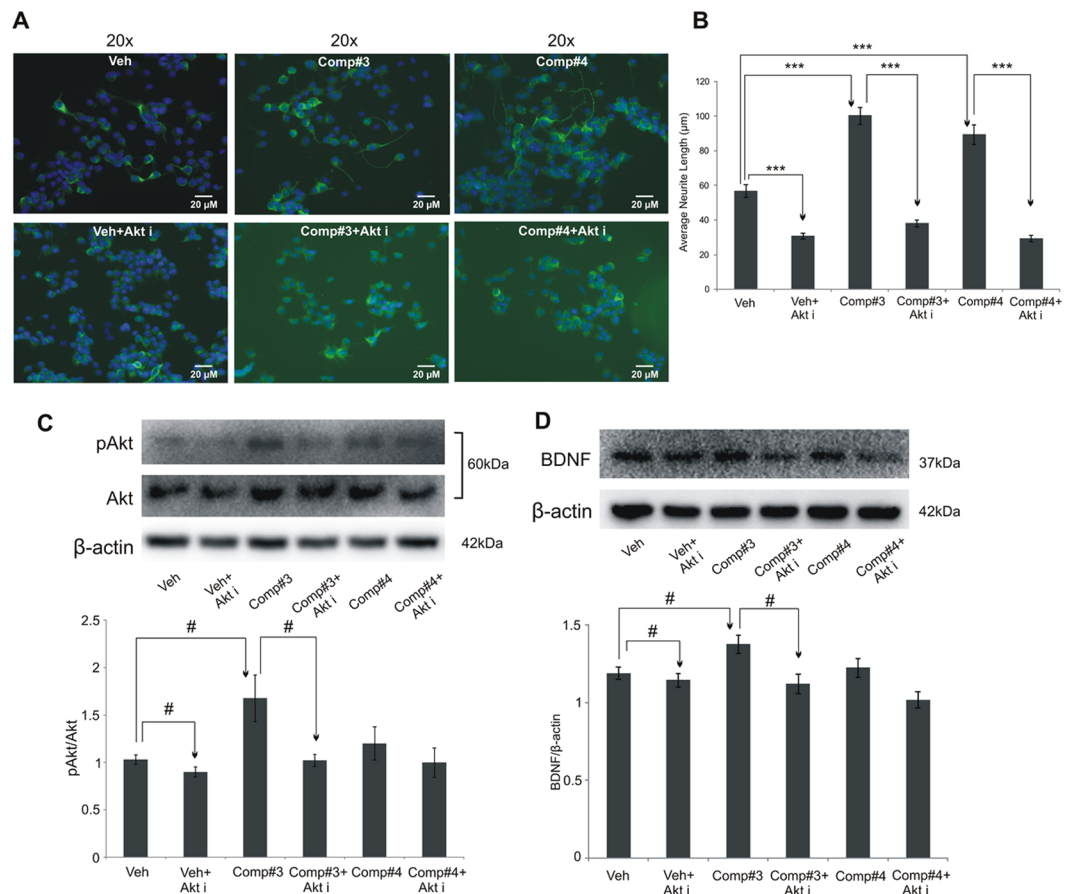 A
20x
20x
20x
Veh
Comp#3
Comp#4
20 µM
20 µM
20 µM
Veh+Akt i
Comp#3+Akt i
Comp#4+Akt i
20 µM
20 µM
20 µM
B
***
***
***
***
***
Average Neurite Length (µm)
120
100
80
60
40
20
0
Veh
Veh+
Akt i
Comp#3
Comp#3+
Akt i
Comp#4
Comp#4+
Akt i
C
pAkt
60kDa
Akt
β-actin
42kDa
Veh
Veh+
Akt i
Comp#3
Comp#3+
Akt i
Comp#4
Comp#4+
Akt i
pAkt/Akt
2.5
2
1.5
1
0.5
0
#
#
#
Veh
Veh+
Akt i
Comp#3
Comp#3+
Akt i
Comp#4
Comp#4+
Akt i
D
BDNF
37kDa
β-actin
42kDa
Veh
Veh+
Akt i
Comp#3
Comp#3+
Akt i
Comp#4
Comp#4+
Akt i
BDNF/β-actin
1.5
1
0.5
0
#
#
#
Veh
Veh+
Akt i
Comp#3
Comp#3+
Akt i
Comp#4
Comp#4+
Akt i